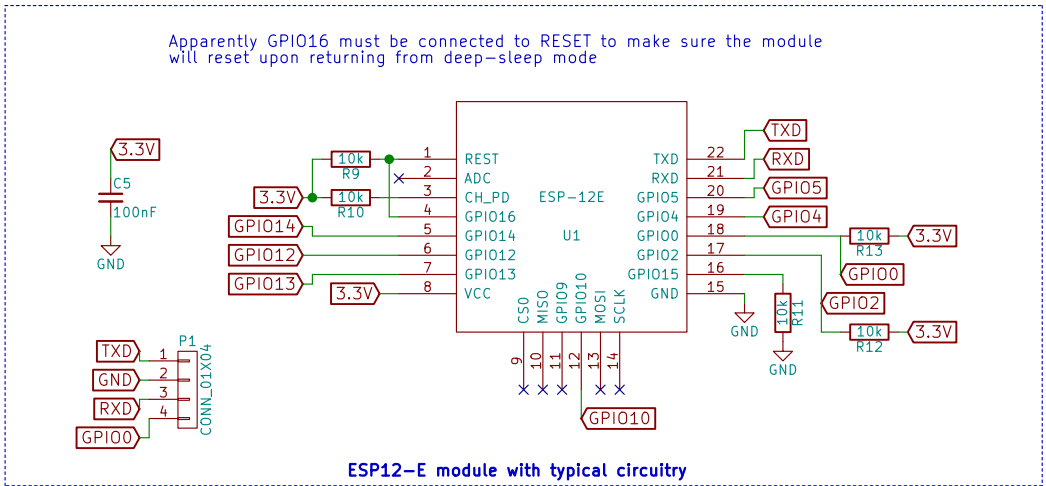 Apparently GPIO16 must be connected to RESET to make sure the module
will reset upon returning from deep-sleep mode
3.3V
C5
100nF
GND
3.3V
10k
R9
10k
R10
GPIO14
GPIO12
GPIO13
3.3V
1 REST
2 ADC
3 CH_PD
4 GPIO16
5 GPIO14
6 GPIO12
7 GPIO13
8 VCC
ESP-12E
U1
TXD 22
RXD 21
GPIO5 20
GPIO4 19
GPIO0 18
GPIO2 17
GPIO15 16
GND 15
CS0 9
MISO 10
GPIO9 11
GPIO10 12
MOSI 13
SCLK 14
TXD
RXD
GPIO5
GPIO4
10k
R13
3.3V
GPIO0
GPIO2
10k
R11
GND
GND
10k
R12
3.3V
GPIO10
P1
CONN_01X04
TXD 1
GND 2
RXD 3
GPIO0 4
ESP12-E module with typical circuitry